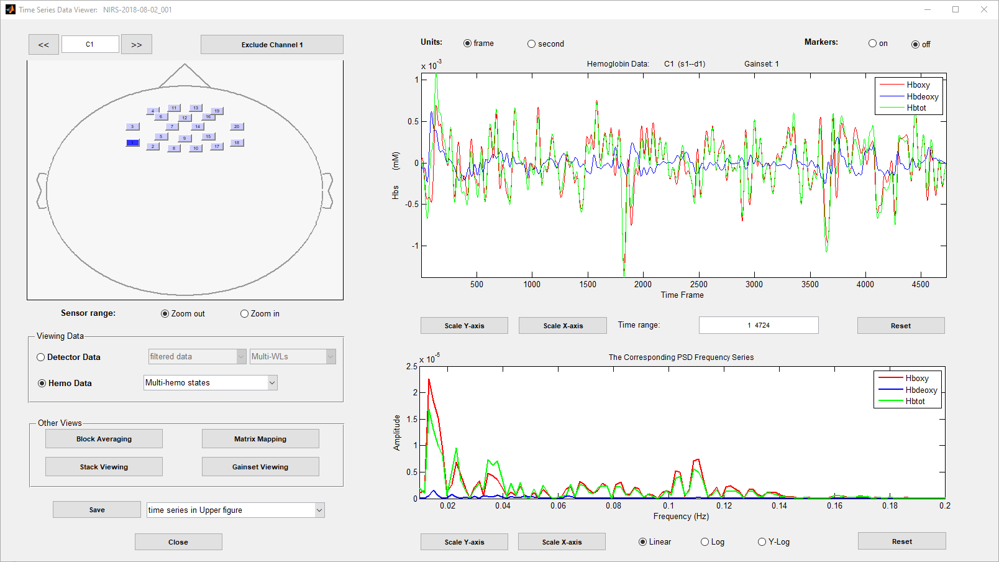 Time Series Data Viewer: NIRS-2018-08-02_001
<< C1 >> Exclude Channel 1
11 13
4 19
6 12 16
3 7 14 20
5 9 15
1 2 8 10 17 18
Sensor range: Zoom out Zoom in
Viewing Data
Detector Data filtered data Multi-WLs
Hemo Data Multi-hemo states
Other Views
Block Averaging Matrix Mapping
Stack Viewing Gainset Viewing
Save time series in Upper figure
Close
Units: frame second Markers: on off
Hemoglobin Data: C1 (s1--d1) Gainset: 1
x 10-3
1
0.5
0
-0.5
-1
Hbs (mM)
Hboxy
Hbdeoxy
Hbtot
500 1000 1500 2000 2500 3000 3500 4000 4500
Time Frame
Scale Y-axis Scale X-axis Time range: 1 4724 Reset
The Corresponding PSD Frequency Series
x 10-5
2.5
2
1.5
1
0.5
0
Amplitude
Hboxy
Hbdeoxy
Hbtot
0.02 0.04 0.06 0.08 0.1 0.12 0.14 0.16 0.18 0.2
Frequency (Hz)
Scale Y-axis Scale X-axis Linear Log Y-Log Reset